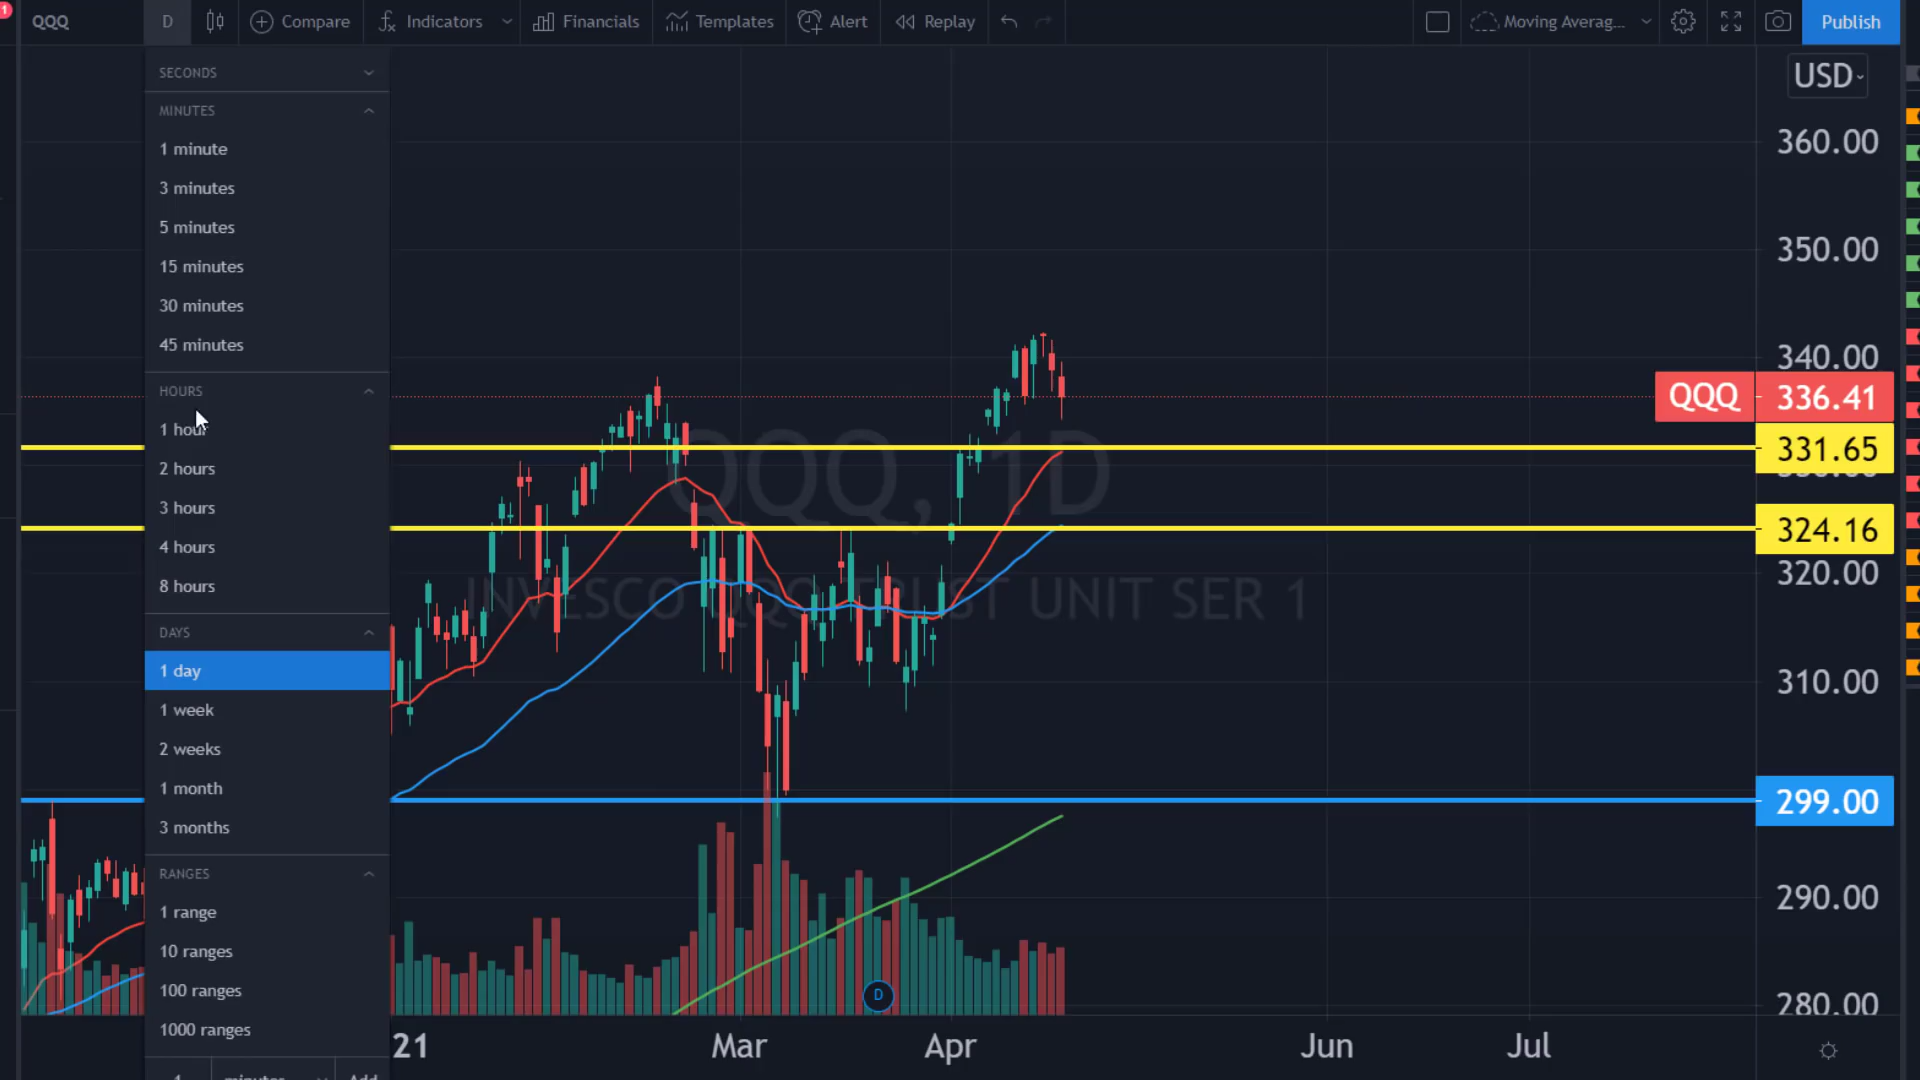 1
QQQ
D
Compare
Indicators
Financials
Templates
Alert
Replay
Moving Averag...
Publish
SECONDS
MINUTES
1 minute
3 minutes
5 minutes
15 minutes
30 minutes
45 minutes
HOURS
1 hour
2 hours
3 hours
4 hours
8 hours
DAYS
1 day
1 week
2 weeks
1 month
3 months
RANGES
1 range
10 ranges
100 ranges
1000 ranges
1 minutes Add
QQQ, 1D
INVESCO QQQ TRUST UNIT SER 1
D
USD
360.00
350.00
340.00
QQQ 336.41
331.65
324.16
320.00
310.00
299.00
290.00
280.00
21
Mar
Apr
Jun
Jul